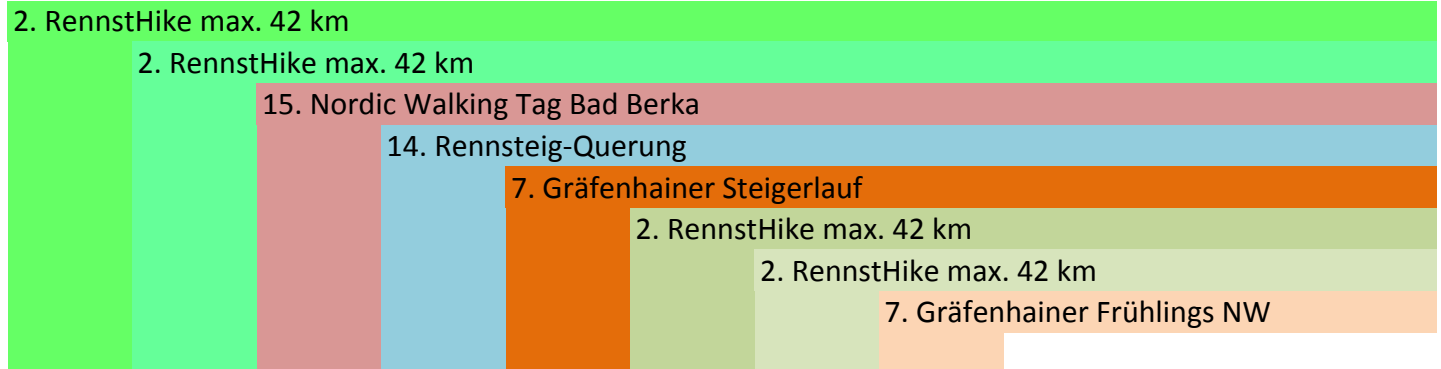 2. RennstHike max. 42 km
2. RennstHike max. 42 km
15. Nordic Walking Tag Bad Berka
14. Rennsteig-Querung
7. Gräfenhainer Steigerlauf
2. RennstHike max. 42 km
2. RennstHike max. 42 km
7. Gräfenhainer Frühlings NW